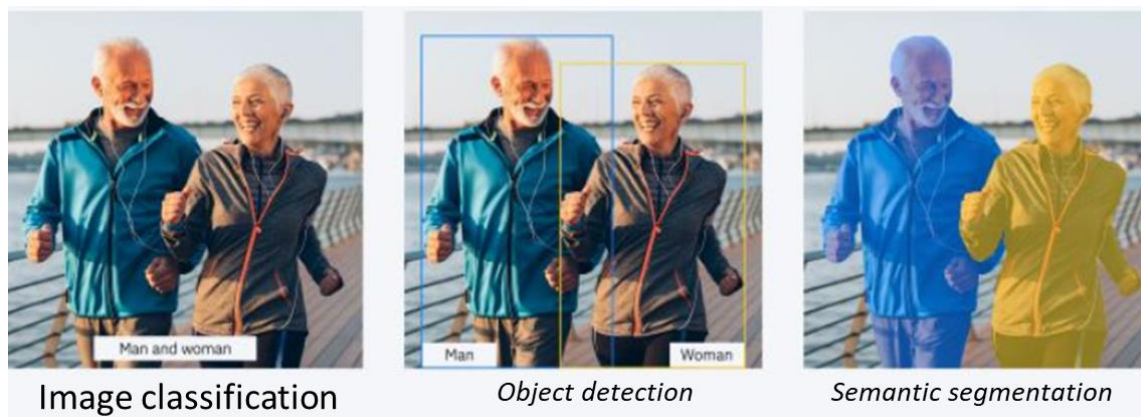 Man and woman
Man
Woman
Image classification
Object detection
Semantic segmentation